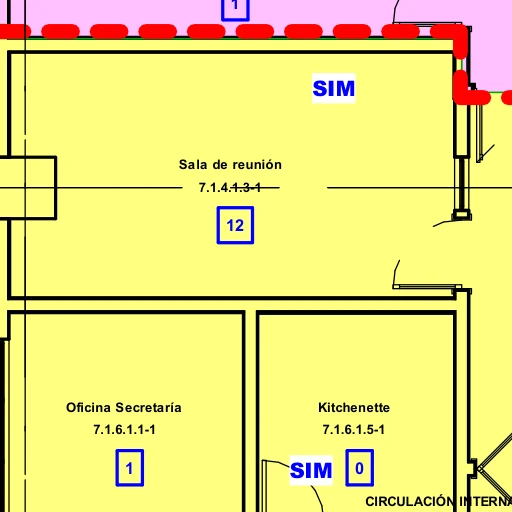 1
SIM
Sala de reunión
7.1.4.1.3-1
12
Oficina Secretaría
7.1.6.1.1-1
1
Kitchenette
7.1.6.1.5-1
SIM
0
CIRCULACIÓN INTERNA